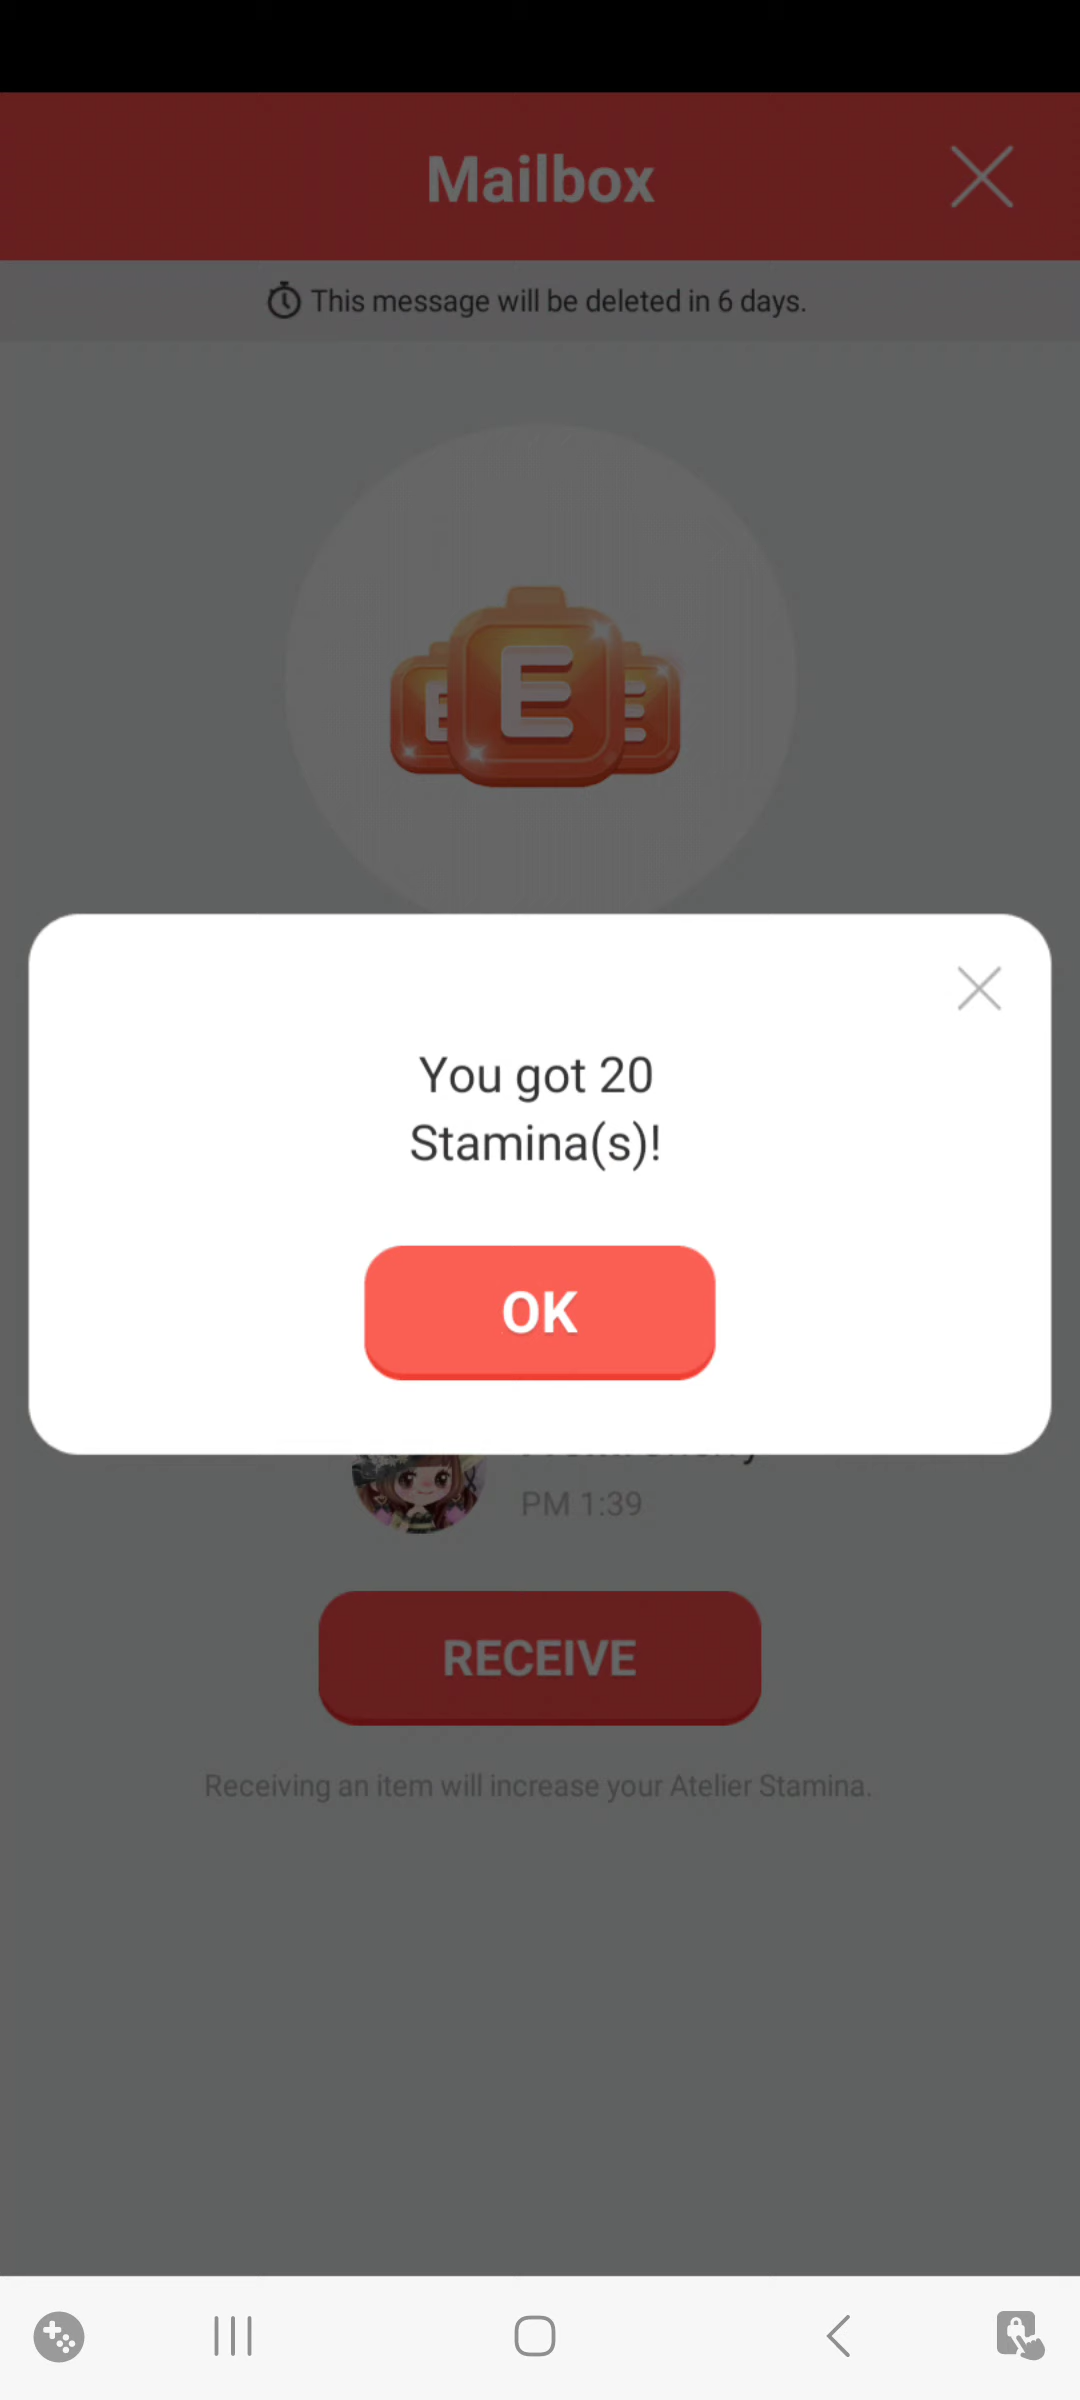 Mailbox
This message will be deleted in 6 days.
E E E
You got 20
Stamina(s)!
OK
PM 1:39
RECEIVE
Receiving an item will increase your Atelier Stamina.